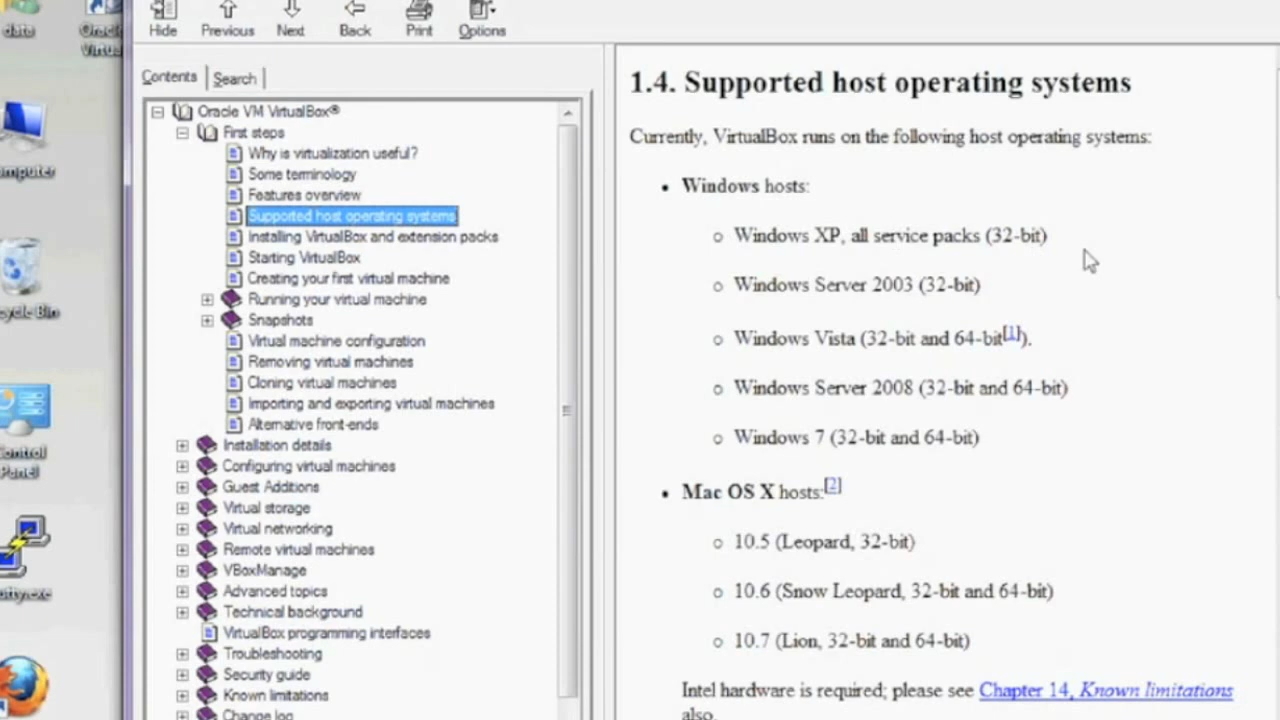 data
Oracle
Hide
Previous
Next
Back
Print
Options
Contents
Search
Oracle VM VirtualBox®
First steps
Why is virtualization useful?
Some terminology
Features overview
Supported host operating systems
Installing VirtualBox and extension packs
Starting VirtualBox
Creating your first virtual machine
Running your virtual machine
Snapshots
Virtual machine configuration
Removing virtual machines
Cloning virtual machines
Importing and exporting virtual machines
Alternative front-ends
Installation details
Configuring virtual machines
Guest Additions
Virtual storage
Virtual networking
Remote virtual machines
VBoxManage
Advanced topics
Technical background
VirtualBox programming interfaces
Troubleshooting
Security guide
Known limitations
Change log
1.4. Supported host operating systems
Currently, VirtualBox runs on the following host operating systems:
• Windows hosts:
Windows XP, all service packs (32-bit)
Windows Server 2003 (32-bit)
Windows Vista (32-bit and 64-bit[1]).
Windows Server 2008 (32-bit and 64-bit)
Windows 7 (32-bit and 64-bit)
• Mac OS X hosts:[2]
10.5 (Leopard, 32-bit)
10.6 (Snow Leopard, 32-bit and 64-bit)
10.7 (Lion, 32-bit and 64-bit)
Intel hardware is required; please see Chapter 14, Known limitations
also.
omputer
ecycle Bin
Control
Panel
utty.exe